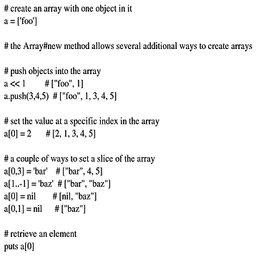 # create an array with one object in it
a = ['foo']
# the Array#new method allows several additional ways to create arrays
# push objects into the array
a << 1 # ["foo", 1]
a.push(3,4,5) # ["foo", 1, 3, 4, 5]
# set the value at a specific index in the array
a[0] = 2 # [2, 1, 3, 4, 5]
# a couple of ways to set a slice of the array
a[0,3] = 'bar' # ["bar", 4, 5]
a[1..-1] = 'baz' # ["bar", "baz"]
a[0] = nil # [nil, "baz"]
a[0,1] = nil # ["baz"]
# retrieve an element
puts a[0]